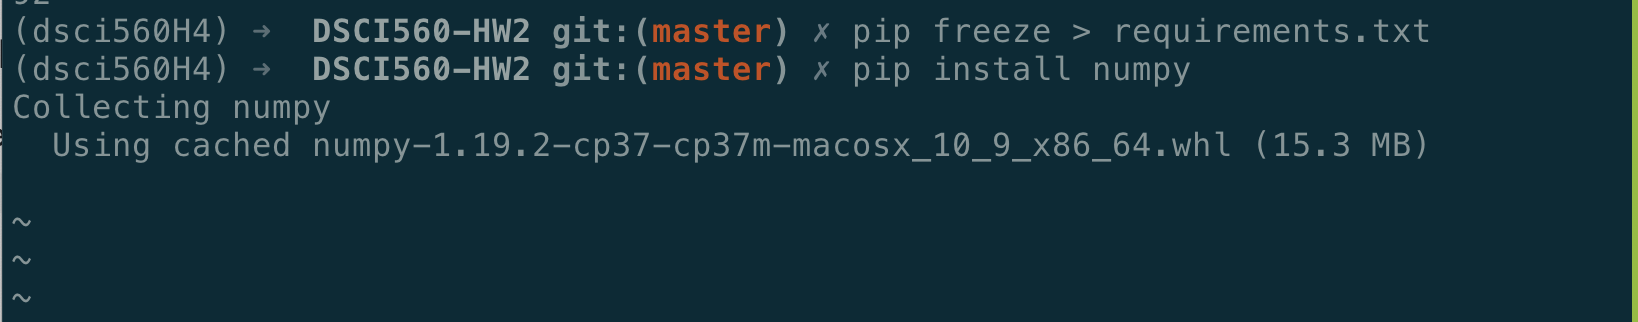 (dsci560H4) → DSCI560-HW2 git:(master) ✗ pip freeze > requirements.txt
(dsci560H4) → DSCI560-HW2 git:(master) ✗ pip install numpy
Collecting numpy
  Using cached numpy-1.19.2-cp37-cp37m-macosx_10_9_x86_64.whl (15.3 MB)
~
~
~